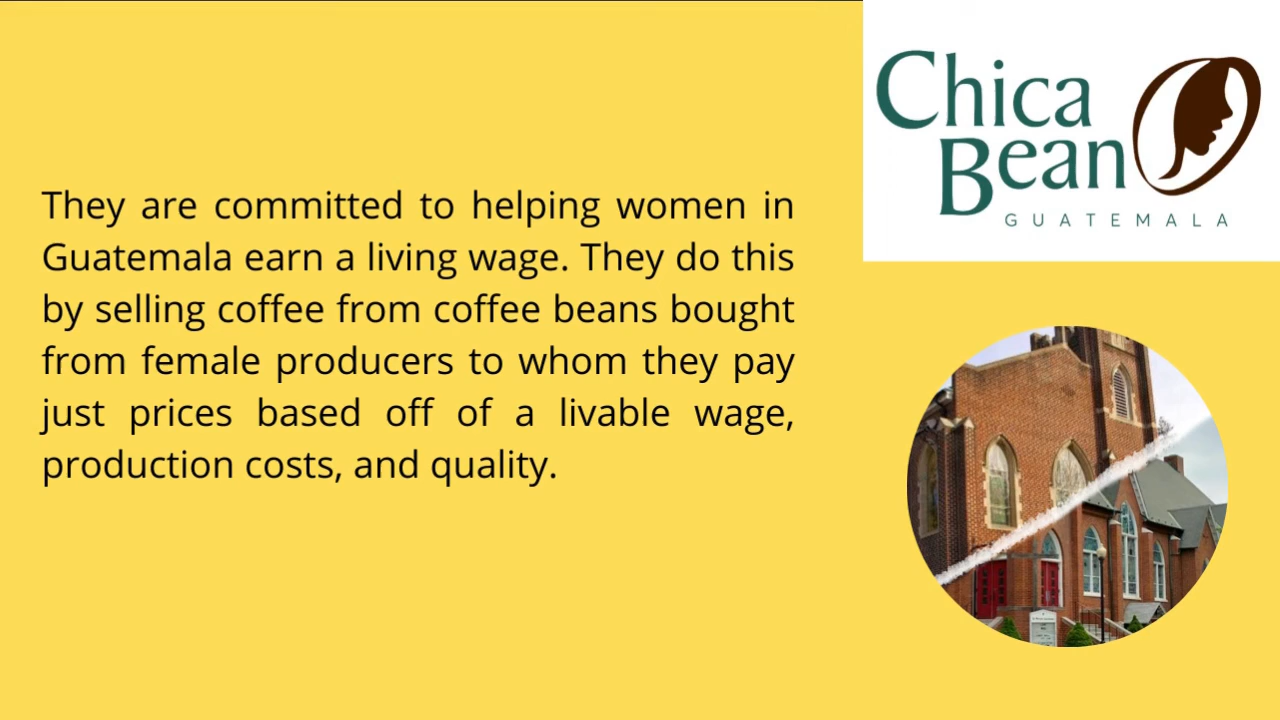 Chica
Bean
GUATEMALA
They are committed to helping women in
Guatemala earn a living wage. They do this
by selling coffee from coffee beans bought
from female producers to whom they pay
just prices based off of a livable wage,
production costs, and quality.